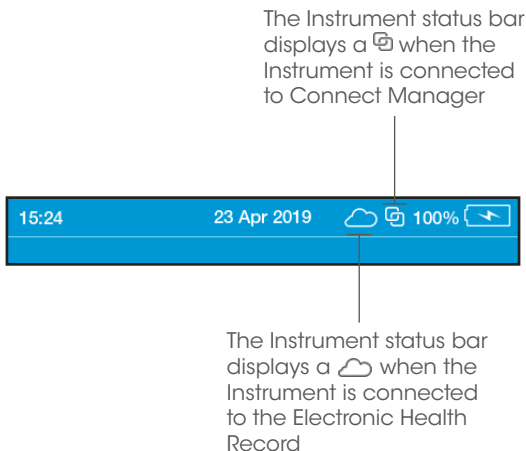 The Instrument status bar
displays a when the
Instrument is connected
to Connect Manager
15:24 23 Apr 2019 100%
The Instrument status bar
displays a when the
Instrument is connected
to the Electronic Health
Record